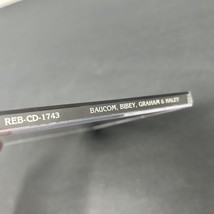 REB-CD-1743 BAUCOM, BIBEY, GRAHAM & HALEY